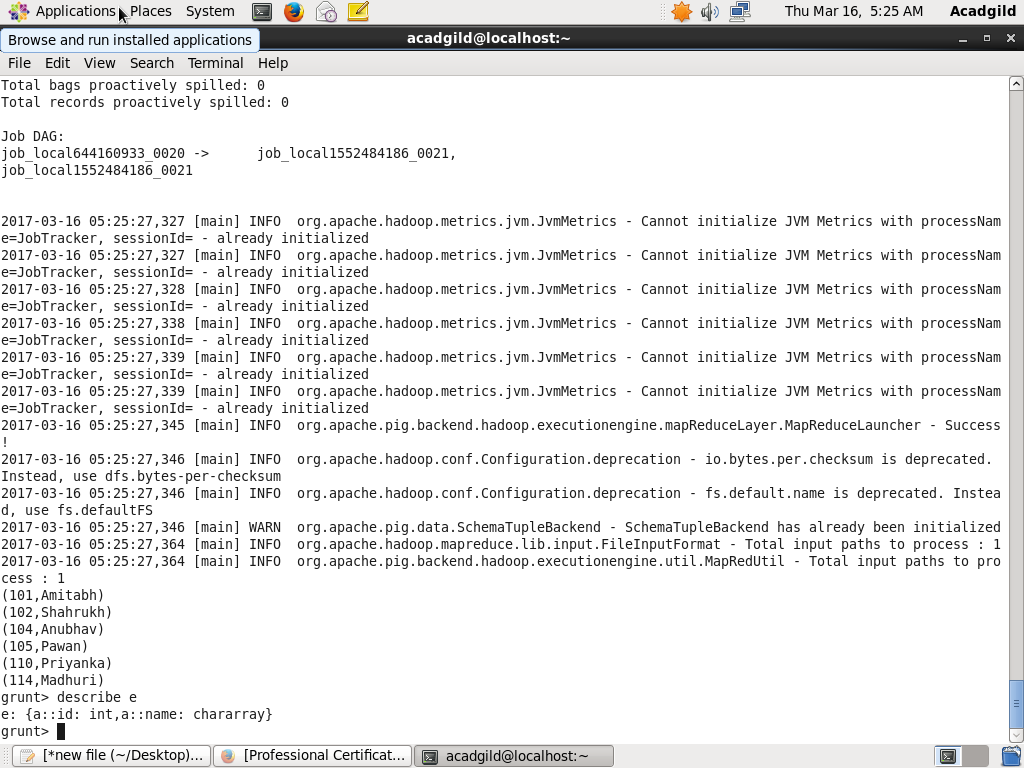 Applications Places System Thu Mar 16, 5:25 AM Acadgild
Browse and run installed applications
acadgild@localhost:~
File Edit View Search Terminal Help
Total bags proactively spilled: 0
Total records proactively spilled: 0
Job DAG:
job_local644160933_0020 -> job_local1552484186_0021,
job_local1552484186_0021
2017-03-16 05:25:27,327 [main] INFO org.apache.hadoop.metrics.jvm.JvmMetrics - Cannot initialize JVM Metrics with processNam
e=JobTracker, sessionId= - already initialized
2017-03-16 05:25:27,327 [main] INFO org.apache.hadoop.metrics.jvm.JvmMetrics - Cannot initialize JVM Metrics with processNam
e=JobTracker, sessionId= - already initialized
2017-03-16 05:25:27,328 [main] INFO org.apache.hadoop.metrics.jvm.JvmMetrics - Cannot initialize JVM Metrics with processNam
e=JobTracker, sessionId= - already initialized
2017-03-16 05:25:27,338 [main] INFO org.apache.hadoop.metrics.jvm.JvmMetrics - Cannot initialize JVM Metrics with processNam
e=JobTracker, sessionId= - already initialized
2017-03-16 05:25:27,339 [main] INFO org.apache.hadoop.metrics.jvm.JvmMetrics - Cannot initialize JVM Metrics with processNam
e=JobTracker, sessionId= - already initialized
2017-03-16 05:25:27,339 [main] INFO org.apache.hadoop.metrics.jvm.JvmMetrics - Cannot initialize JVM Metrics with processNam
e=JobTracker, sessionId= - already initialized
2017-03-16 05:25:27,345 [main] INFO org.apache.pig.backend.hadoop.executionengine.mapReduceLayer.MapReduceLauncher - Success
!
2017-03-16 05:25:27,346 [main] INFO org.apache.hadoop.conf.Configuration.deprecation - io.bytes.per.checksum is deprecated.
Instead, use dfs.bytes-per-checksum
2017-03-16 05:25:27,346 [main] INFO org.apache.hadoop.conf.Configuration.deprecation - fs.default.name is deprecated. Instea
d, use fs.defaultFS
2017-03-16 05:25:27,346 [main] WARN org.apache.pig.data.SchemaTupleBackend - SchemaTupleBackend has already been initialized
2017-03-16 05:25:27,364 [main] INFO org.apache.hadoop.mapreduce.lib.input.FileInputFormat - Total input paths to process : 1
2017-03-16 05:25:27,364 [main] INFO org.apache.pig.backend.hadoop.executionengine.util.MapRedUtil - Total input paths to pro
cess : 1
(101,Amitabh)
(102,Shahrukh)
(104,Anubhav)
(105,Pawan)
(110,Priyanka)
(114,Madhuri)
grunt> describe e
e: {a::id: int,a::name: chararray}
grunt>
[*new file (~/Desktop)... [Professional Certificat... acadgild@localhost:~